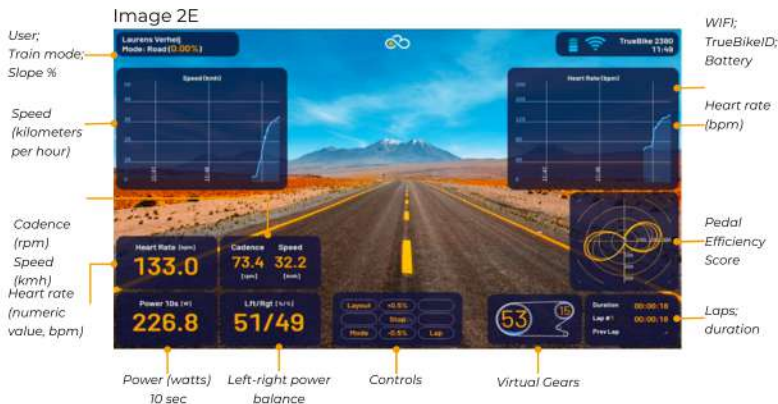 Image 2E
User;
Train mode;
Slope %
Speed
(kilometers
per hour)
Cadence
(rpm)
Speed
(kmh)
Heart rate
(numeric
value, bpm)
Laurens Verheij
Mode: Road (0.00%)
TrueBike 2380
11:49
Speed (kmh)
Heart Rate (bpm)
Heart Rate (bpm)
133.0
Cadence Speed
73.4 32.2
(rpm) (kmh)
Power 10s (W)
226.8
Lft/Rgt (%/%)
51/49
Layout +0.5%
Stop
Mode -0.5% Lap
53
15
Duration 00:00:16
Lap #1 00:00:16
Prev Lap -
WIFI;
TrueBikeID;
Battery
Heart rate
(bpm)
Pedal
Efficiency
Score
Laps;
duration
Power (watts)
10 sec
Left-right power
balance
Controls
Virtual Gears